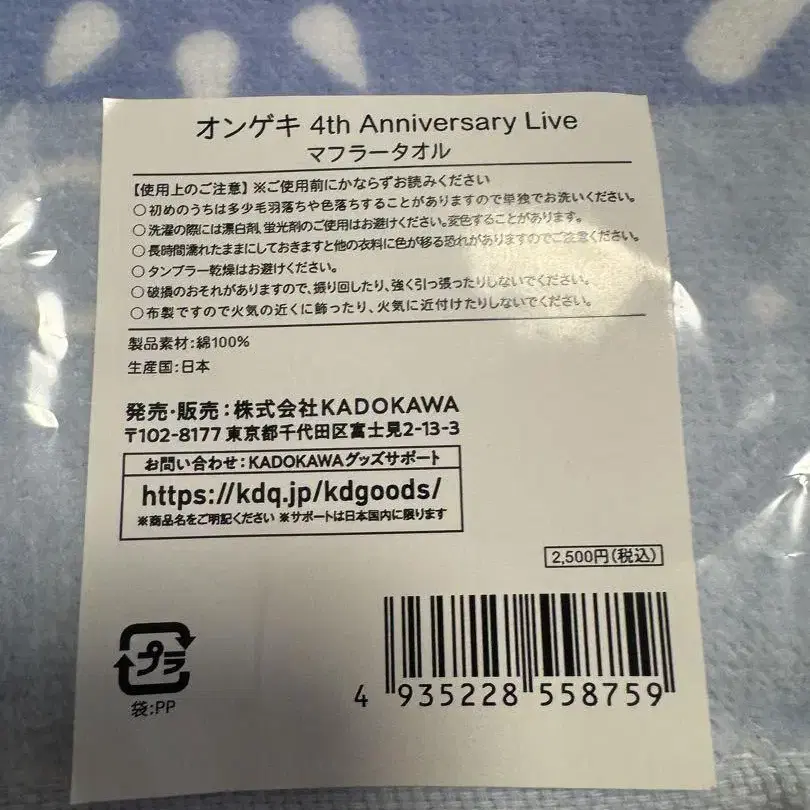 オンゲキ 4th Anniversary Live
マフラータオル
【使用上のご注意】※ご使用前にかならずお読みください
○初めのうちは多少毛羽落ちや色落ちすることがありますので単独でお洗いください。
○洗濯の際には漂白剤、蛍光剤のご使用はお避けください。変色することがあります。
○長時間濡れたままにしておきますと他の衣料に色が移る恐れがありますのでご注意ください。
○タンブラー乾燥はお避けください。
○破損のおそれがありますので、振り回したり、強く引っ張ったりしないでください。
○布製ですので火気の近くに飾ったり、火気に近付けたりしないでください。
製品素材:綿100%
生産国:日本
発売・販売:株式会社KADOKAWA
〒102-8177 東京都千代田区富士見2-13-3
お問い合わせ:KADOKAWAグッズサポート
https://kdq.jp/kdgoods/
※商品名をご明記ください ※サポートは日本国内に限ります
2,500円(税込)
プラ
袋:PP
4 935228 558759